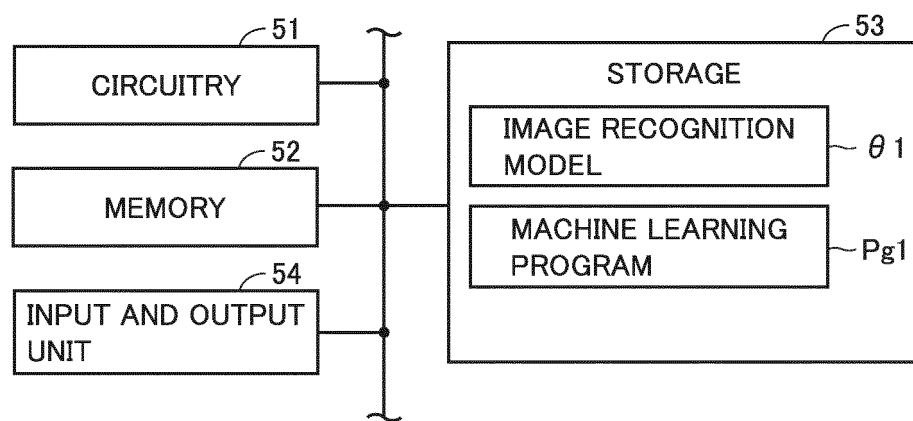 51
CIRCUITRY
52
MEMORY
54
INPUT AND OUTPUT
UNIT
53
STORAGE
IMAGE RECOGNITION
MODEL
θ1
MACHINE LEARNING
PROGRAM
Pg1